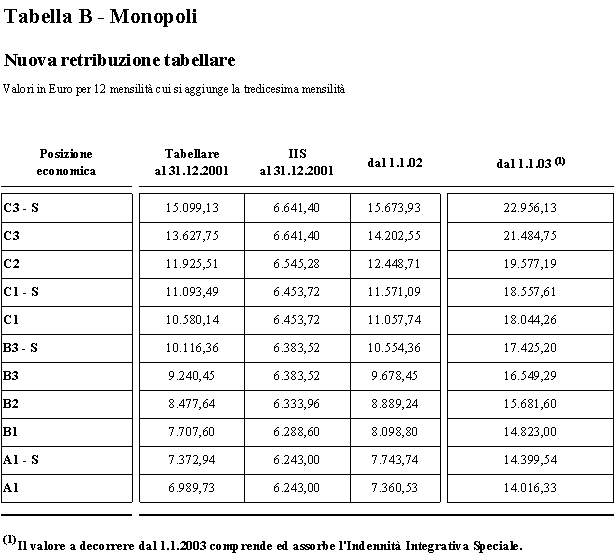 Tabella B - Monopoli
Nuova retribuzione tabellare
Valori in Euro per 12 mensilità cui si aggiunge la tredicesima mensilità
Posizione economica Tabellare al 31.12.2001 IIS al 31.12.2001 dal 1.1.02 dal 1.1.03 (1)
C3 - S 15.099,13 6.641,40 15.673,93 22.956,13
C3 13.627,75 6.641,40 14.202,55 21.484,75
C2 11.925,51 6.545,28 12.448,71 19.577,19
C1 - S 11.093,49 6.453,72 11.571,09 18.557,61
C1 10.580,14 6.453,72 11.057,74 18.044,26
B3 - S 10.116,36 6.383,52 10.554,36 17.425,20
B3 9.240,45 6.383,52 9.678,45 16.549,29
B2 8.477,64 6.333,96 8.889,24 15.681,60
B1 7.707,60 6.288,60 8.098,80 14.823,00
A1 - S 7.372,94 6.243,00 7.743,74 14.399,54
A1 6.989,73 6.243,00 7.360,53 14.016,33
(1) Il valore a decorrere dal 1.1.2003 comprende ed assorbe l'Indennità Integrativa Speciale.